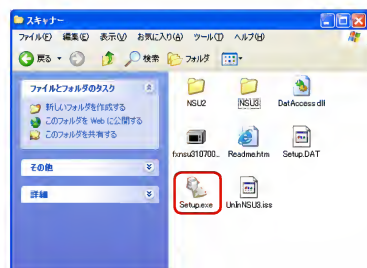 スキャナー
ファイル(F) 編集(E) 表示(V) お気に入り(A) ツール(T) ヘルプ(H)
戻る 検索 フォルダ
ファイルとフォルダのタスク
新しいフォルダを作成する
このフォルダを Web に公開する
このフォルダを共有する
その他
詳細
NSU2 NSU3 DatAccess dll
fxnsu310700... Readme.htm Setup.DAT
Setup.exe UninNSU3.iss